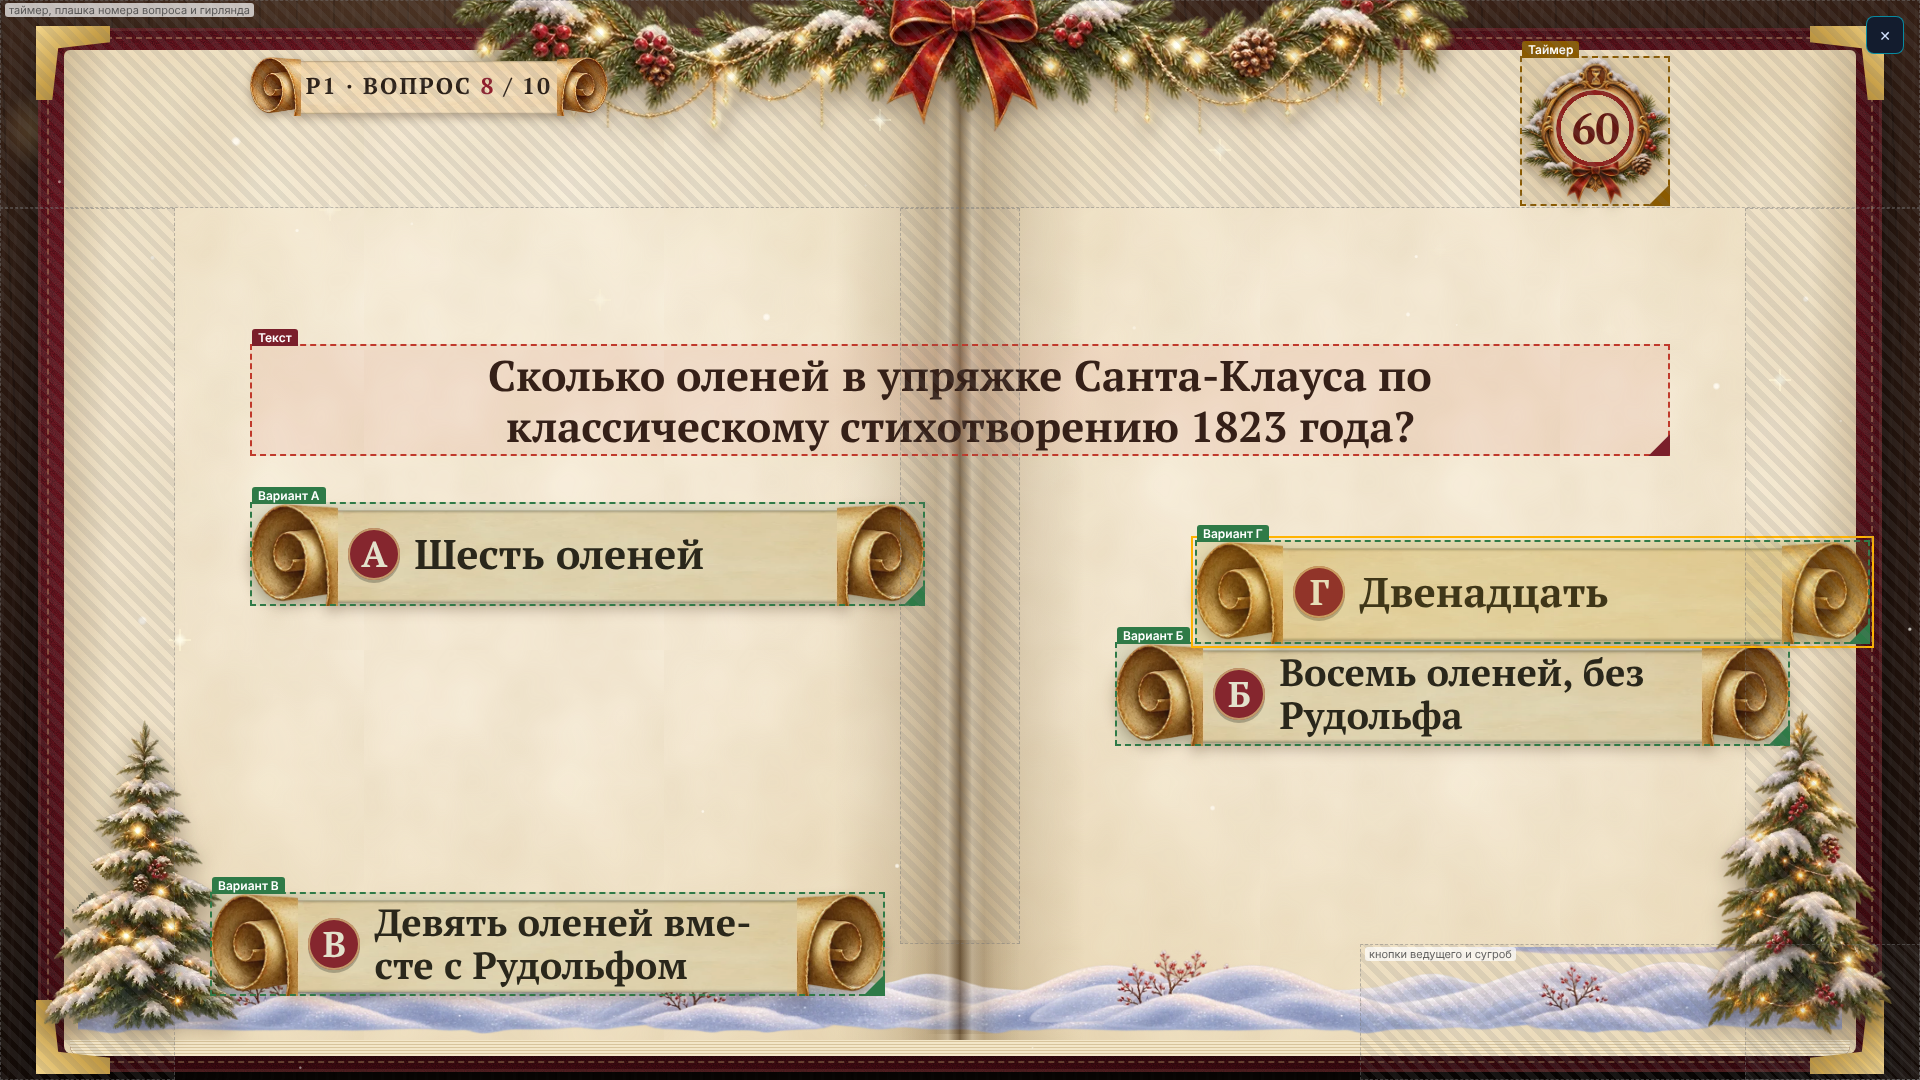 таймер, плашка номера вопроса и гирлянда
×
Таймер
Р1 · ВОПРОС 8 / 10
60
Текст
Сколько оленей в упряжке Санта-Клауса по
классическому стихотворению 1823 года?
Вариант А
А Шесть оленей
Вариант Г
Г Двенадцать
Вариант Б
Б Восемь оленей, без
Рудольфа
Вариант В
В Девять оленей вме-
сте с Рудольфом
кнопки ведущего и сугроб